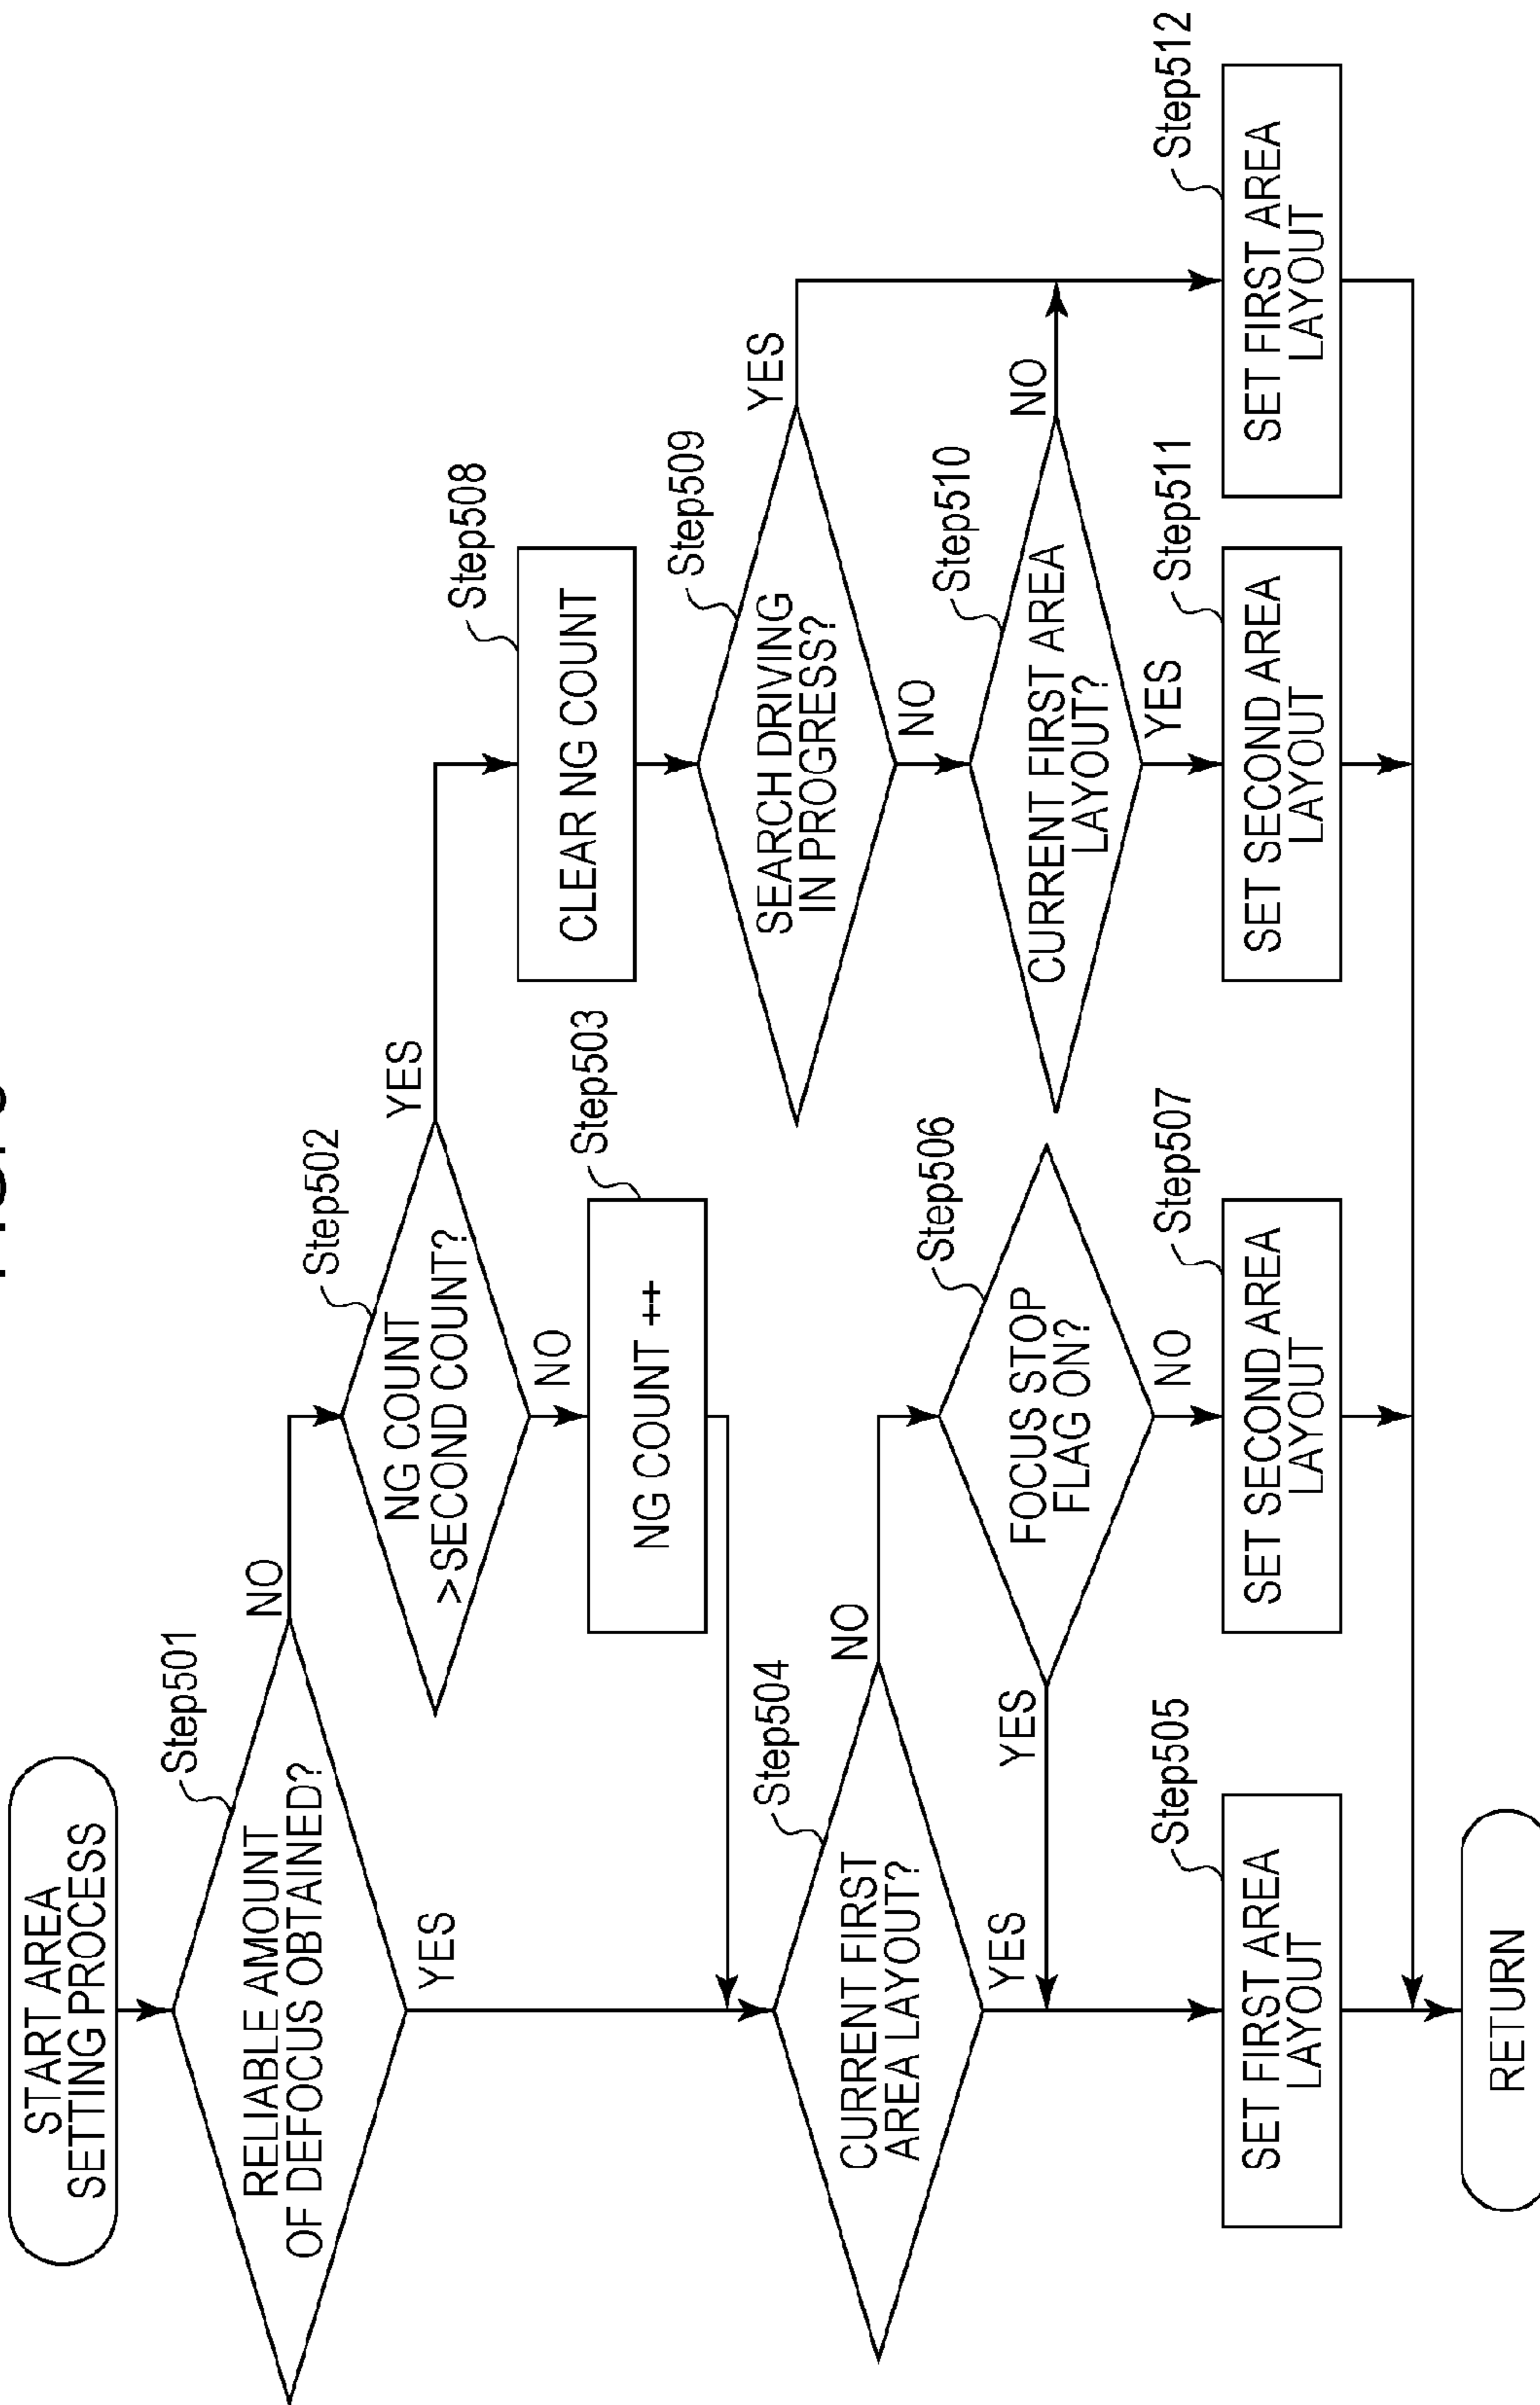 START AREA
SETTING PROCESS
Step501
RELIABLE AMOUNT
OF DEFOCUS OBTAINED?
NO
YES
Step502
NG COUNT
>SECOND COUNT?
YES
NO
Step503
NG COUNT ++
Step504
CURRENT FIRST
AREA LAYOUT?
NO
YES
Step505
SET FIRST AREA
LAYOUT
Step506
FOCUS STOP
FLAG ON?
YES
NO
Step507
SET SECOND AREA
LAYOUT
Step508
CLEAR NG COUNT
Step509
SEARCH DRIVING
IN PROGRESS?
YES
NO
Step510
CURRENT FIRST AREA
LAYOUT?
NO
YES
Step511
SET SECOND AREA
LAYOUT
Step512
SET FIRST AREA
LAYOUT
RETURN